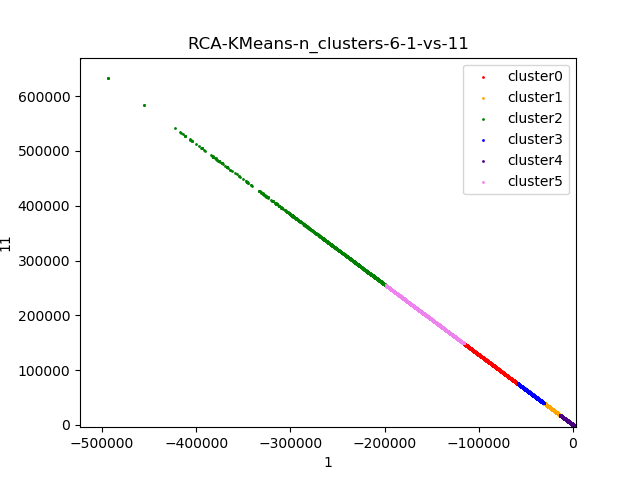 RCA-KMeans-n_clusters-6-1-vs-11
cluster0
cluster1
cluster2
cluster3
cluster4
cluster5
600000
500000
400000
300000
200000
100000
0
11
−500000 −400000 −300000 −200000 −100000 0
1